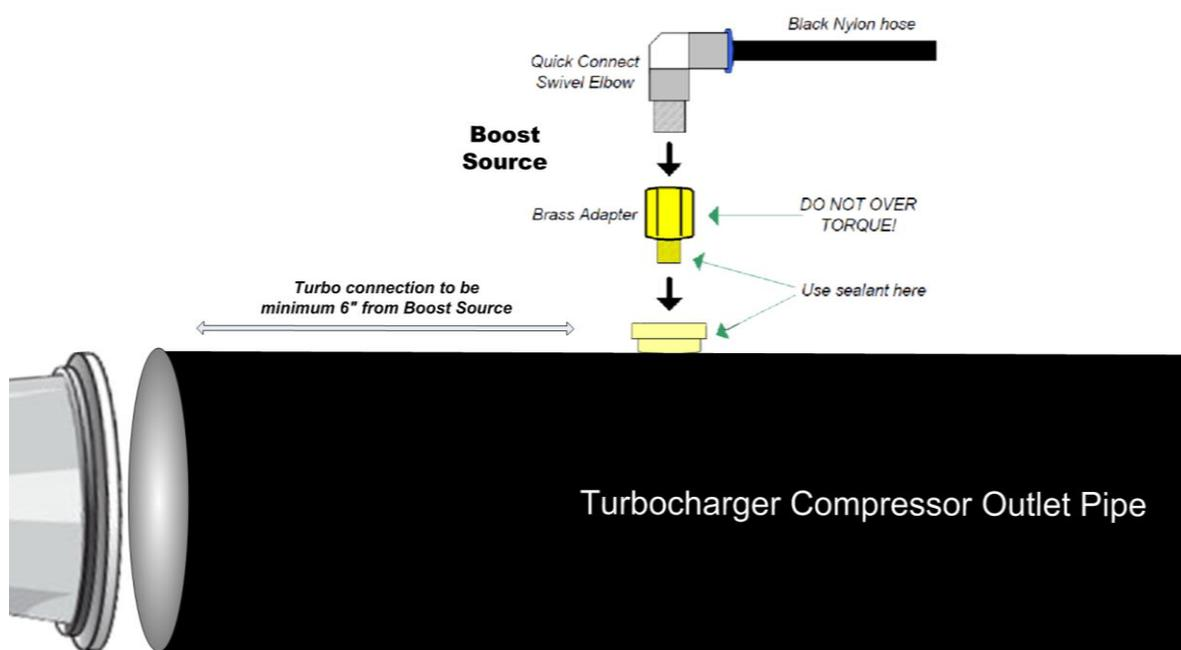 Black Nylon hose
Quick Connect
Swivel Elbow
Boost
Source
Brass Adapter
DO NOT OVER
TORQUE!
Turbo connection to be
minimum 6" from Boost Source
Use sealant here
Turbocharger Compressor Outlet Pipe